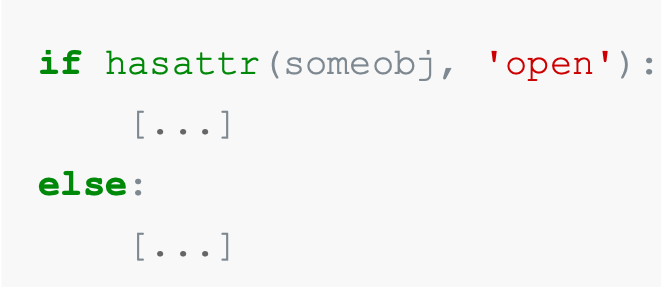 if hasattr(someobj, 'open'):
    [...]
else:
    [...]